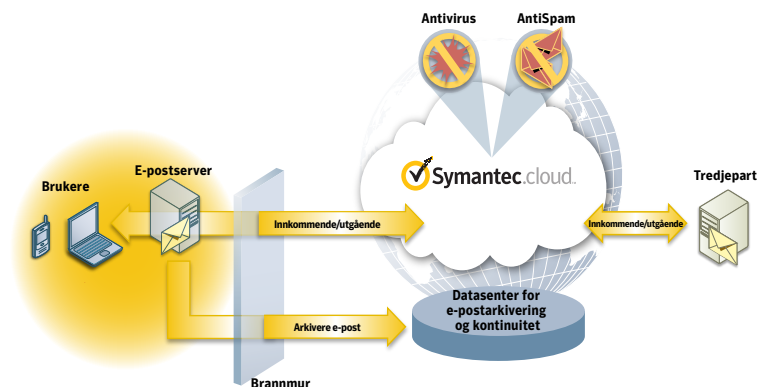 Antivirus
AntiSpam
E-postserver
Brukere
Symantec.cloud.
Tredjepart
Innkommende/utgående
Innkommende/utgående
Datasenter for
e-postarkivering
og kontinuitet
Arkivere e-post
Brannmur